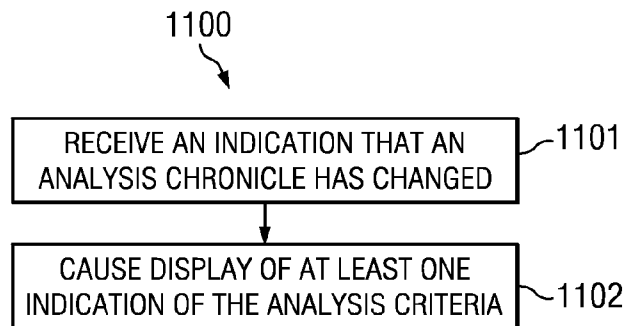 1100
RECEIVE AN INDICATION THAT AN
ANALYSIS CHRONICLE HAS CHANGED
1101
CAUSE DISPLAY OF AT LEAST ONE
INDICATION OF THE ANALYSIS CRITERIA
1102